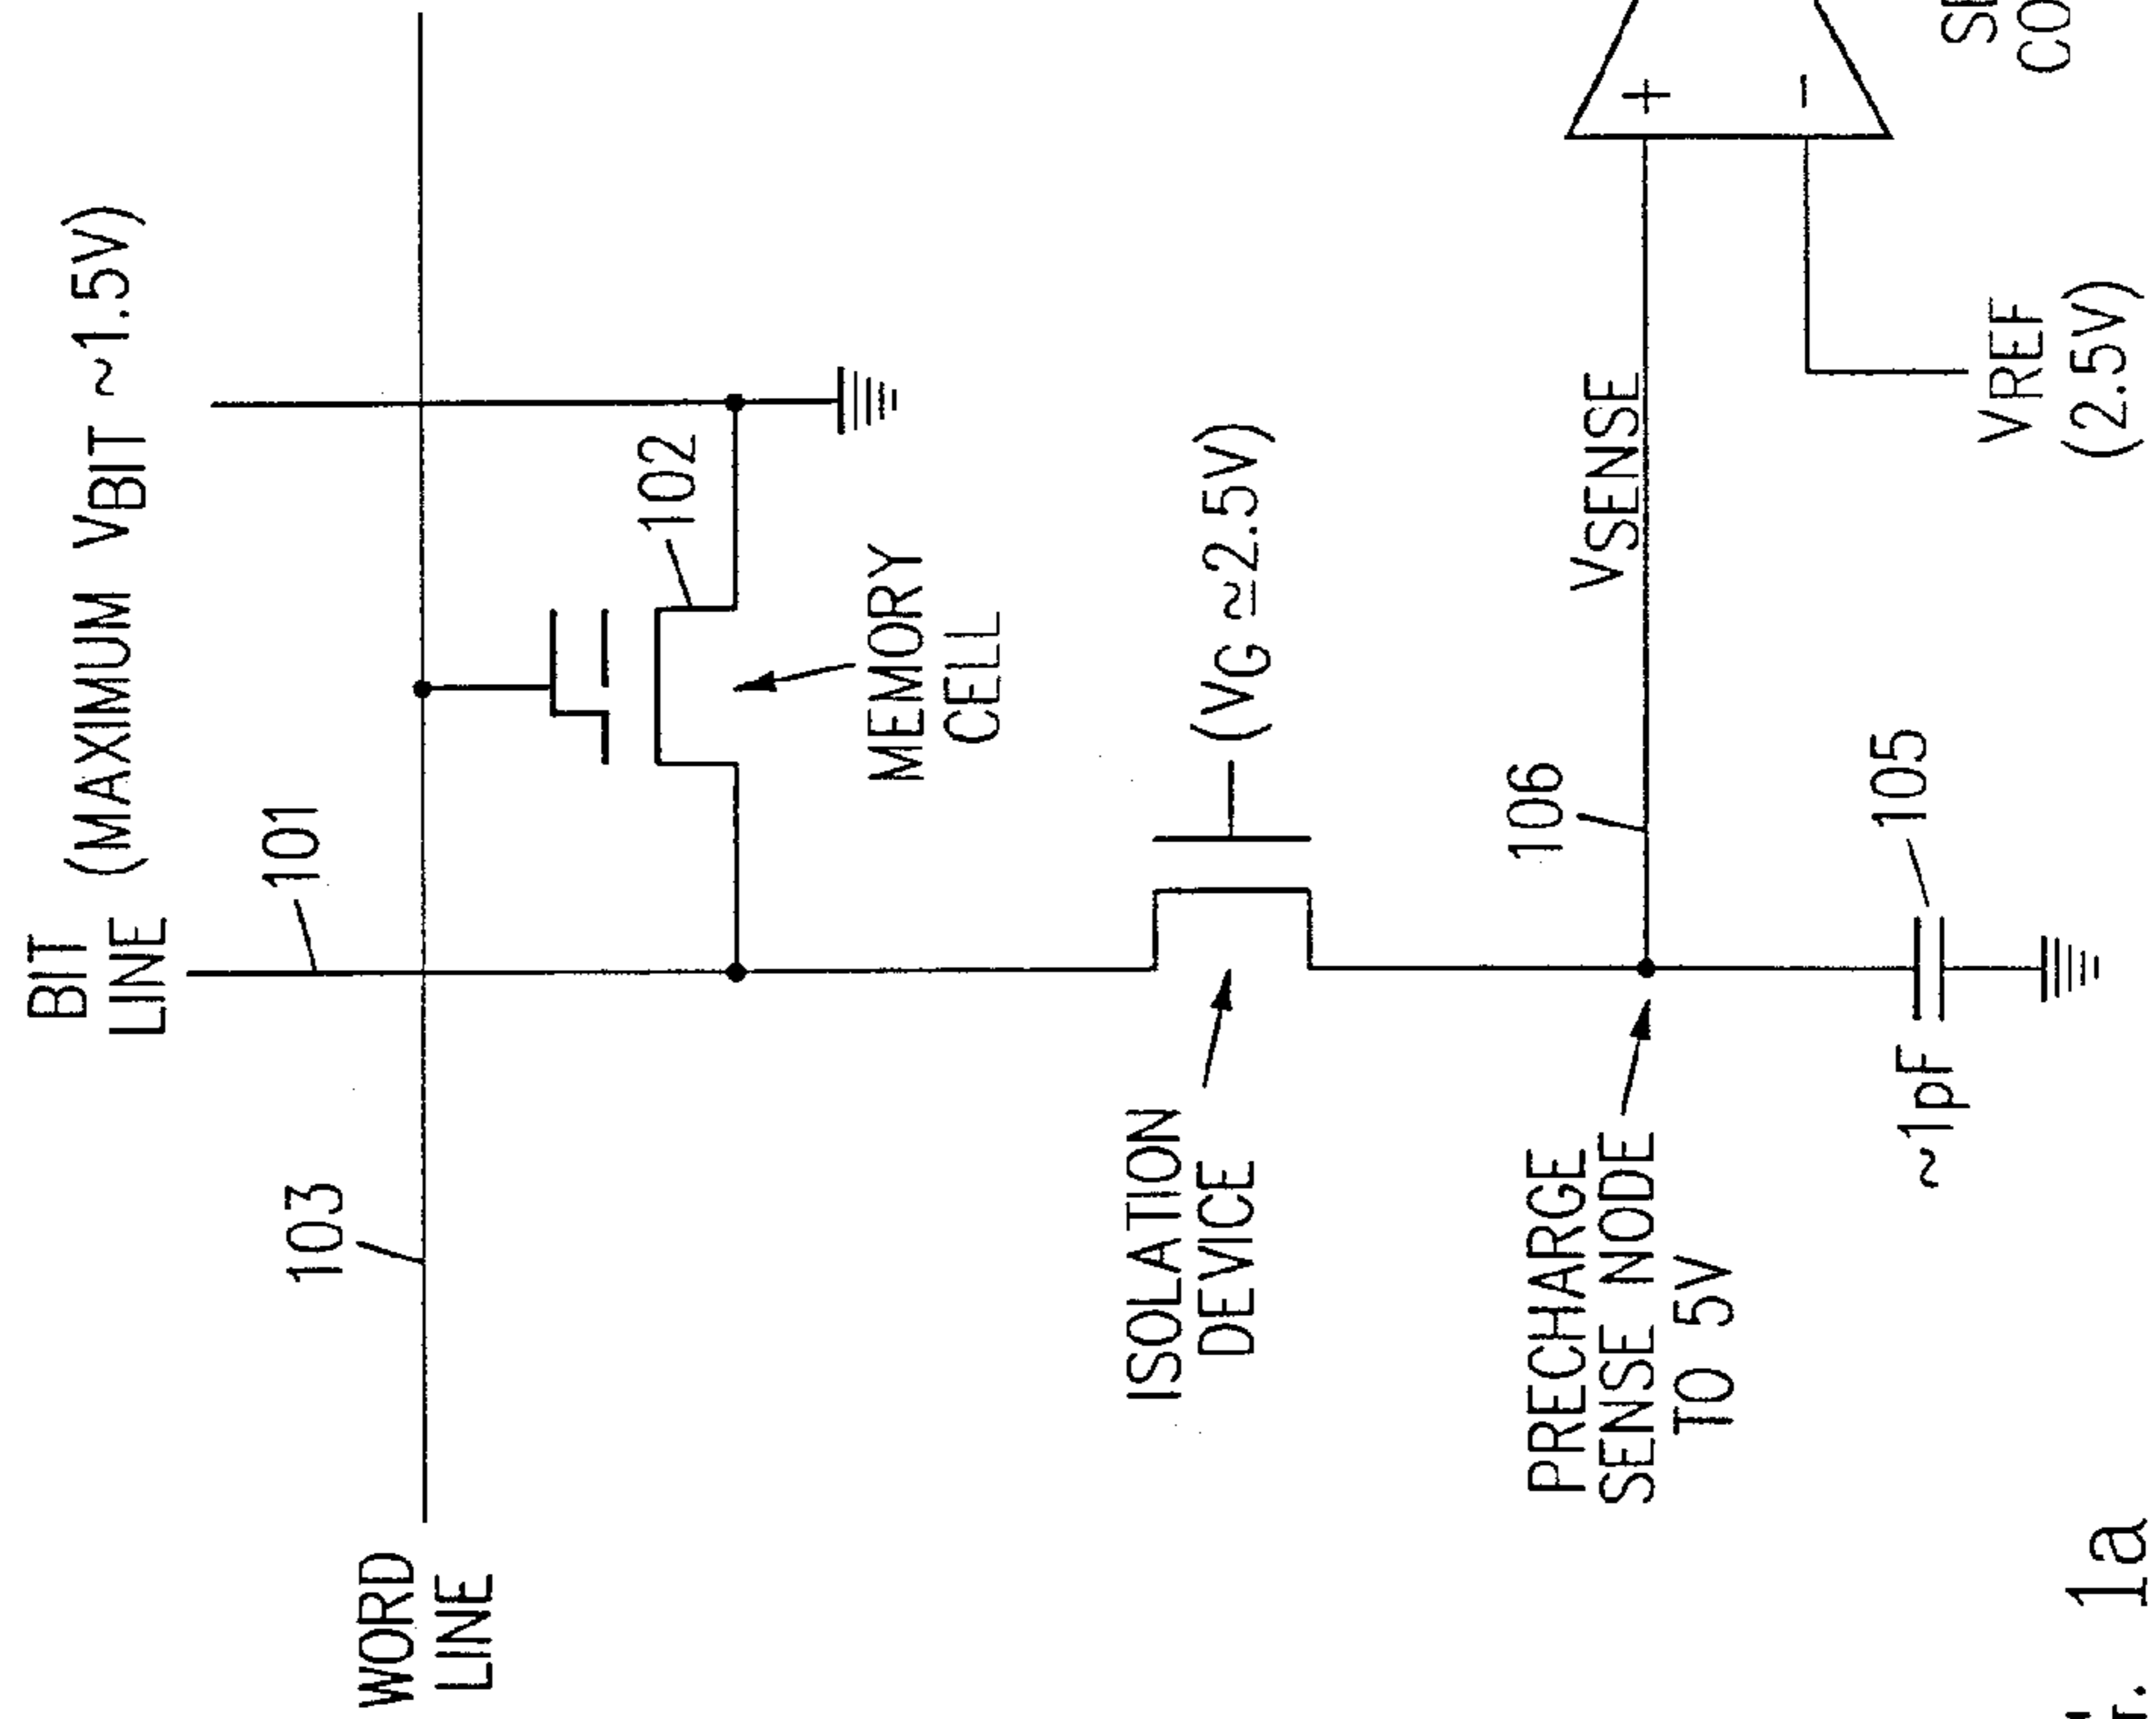 BIT
LINE
(MAXIMUM VBIT ~1.5V)
101
103
WORD
LINE
102
MEMORY
CELL
ISOLATION
DEVICE
(VG ≃2.5V)
106
VSENSE
PRECHARGE
SENSE NODE
TO 5V
~1pF
105
+
-
VREF
(2.5V)
1a